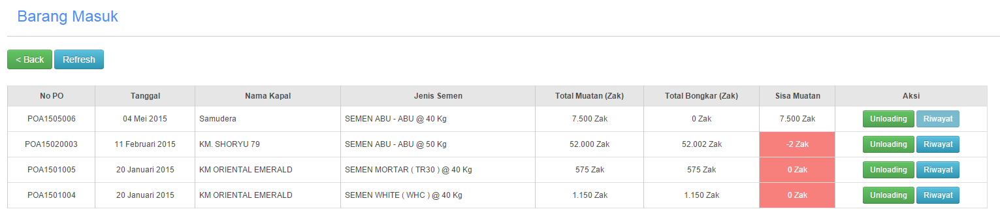 Barang Masuk
< Back Refresh
No PO Tanggal Nama Kapal Jenis Semen Total Muatan (Zak) Total Bongkar (Zak) Sisa Muatan Aksi
POA1505006 04 Mei 2015 Samudera SEMEN ABU - ABU @ 40 Kg 7.500 Zak 0 Zak 7.500 Zak Unloading Riwayat
POA15020003 11 Februari 2015 KM. SHORYU 79 SEMEN ABU - ABU @ 50 Kg 52.000 Zak 52.002 Zak -2 Zak Unloading Riwayat
POA1501005 20 Januari 2015 KM ORIENTAL EMERALD SEMEN MORTAR ( TR30 ) @ 40 Kg 575 Zak 575 Zak 0 Zak Unloading Riwayat
POA1501004 20 Januari 2015 KM ORIENTAL EMERALD SEMEN WHITE ( WHC ) @ 40 Kg 1.150 Zak 1.150 Zak 0 Zak Unloading Riwayat